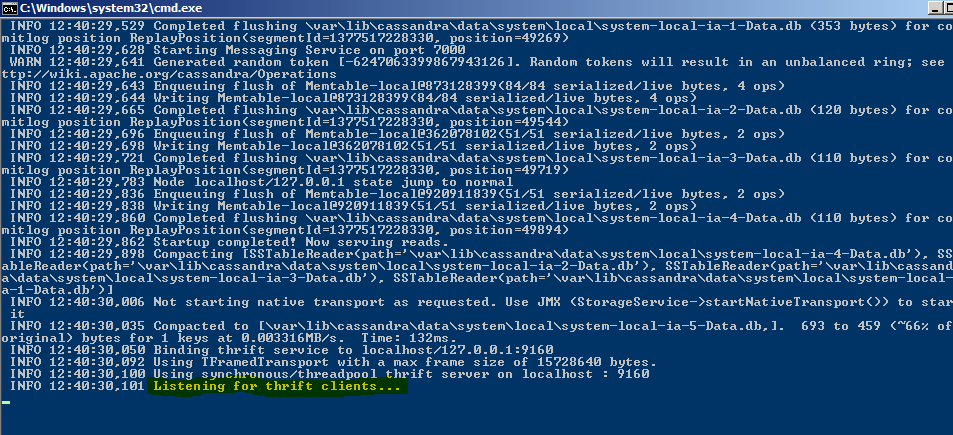 C:\Windows\system32\cmd.exe
INFO 12:40:29,529 Completed flushing \var\lib\cassandra\data\system\local\system-local-ia-1-Data.db (353 bytes) for co
mitlog position ReplayPosition(segmentId=1377517228330, position=49269)
INFO 12:40:29,628 Starting Messaging Service on port 7000
WARN 12:40:29,641 Generated random token [-6247063399867943126]. Random tokens will result in an unbalanced ring; see
ttp://wiki.apache.org/cassandra/Operations
INFO 12:40:29,643 Enqueuing flush of Memtable-local@873128399(84/84 serialized/live bytes, 4 ops)
INFO 12:40:29,644 Writing Memtable-local@873128399(84/84 serialized/live bytes, 4 ops)
INFO 12:40:29,665 Completed flushing \var\lib\cassandra\data\system\local\system-local-ia-2-Data.db (120 bytes) for co
mitlog position ReplayPosition(segmentId=1377517228330, position=49544)
INFO 12:40:29,696 Enqueuing flush of Memtable-local@362078102(51/51 serialized/live bytes, 2 ops)
INFO 12:40:29,698 Writing Memtable-local@362078102(51/51 serialized/live bytes, 2 ops)
INFO 12:40:29,721 Completed flushing \var\lib\cassandra\data\system\local\system-local-ia-3-Data.db (110 bytes) for co
mitlog position ReplayPosition(segmentId=1377517228330, position=49719)
INFO 12:40:29,783 Node localhost/127.0.0.1 state jump to normal
INFO 12:40:29,836 Enqueuing flush of Memtable-local@920911839(51/51 serialized/live bytes, 2 ops)
INFO 12:40:29,838 Writing Memtable-local@920911839(51/51 serialized/live bytes, 2 ops)
INFO 12:40:29,860 Completed flushing \var\lib\cassandra\data\system\local\system-local-ia-4-Data.db (110 bytes) for co
mitlog position ReplayPosition(segmentId=1377517228330, position=49894)
INFO 12:40:29,862 Startup completed! Now serving reads.
INFO 12:40:29,898 Compacting [SSTableReader(path='\var\lib\cassandra\data\system\local\system-local-ia-4-Data.db'), SS
ableReader(path='\var\lib\cassandra\data\system\local\system-local-ia-2-Data.db'), SSTableReader(path='\var\lib\cassand
a\data\system\local\system-local-ia-3-Data.db'), SSTableReader(path='\var\lib\cassandra\data\system\local\system-local-
a-1-Data.db')]
INFO 12:40:30,006 Not starting native transport as requested. Use JMX (StorageService->startNativeTransport()) to star
it
INFO 12:40:30,035 Compacted to [\var\lib\cassandra\data\system\local\system-local-ia-5-Data.db,].  693 to 459 (~66% of
original) bytes for 1 keys at 0.003316MB/s.  Time: 132ms.
INFO 12:40:30,050 Binding thrift service to localhost/127.0.0.1:9160
INFO 12:40:30,092 Using TFramedTransport with a max frame size of 15728640 bytes.
INFO 12:40:30,100 Using synchronous/threadpool thrift server on localhost : 9160
INFO 12:40:30,101 Listening for thrift clients...